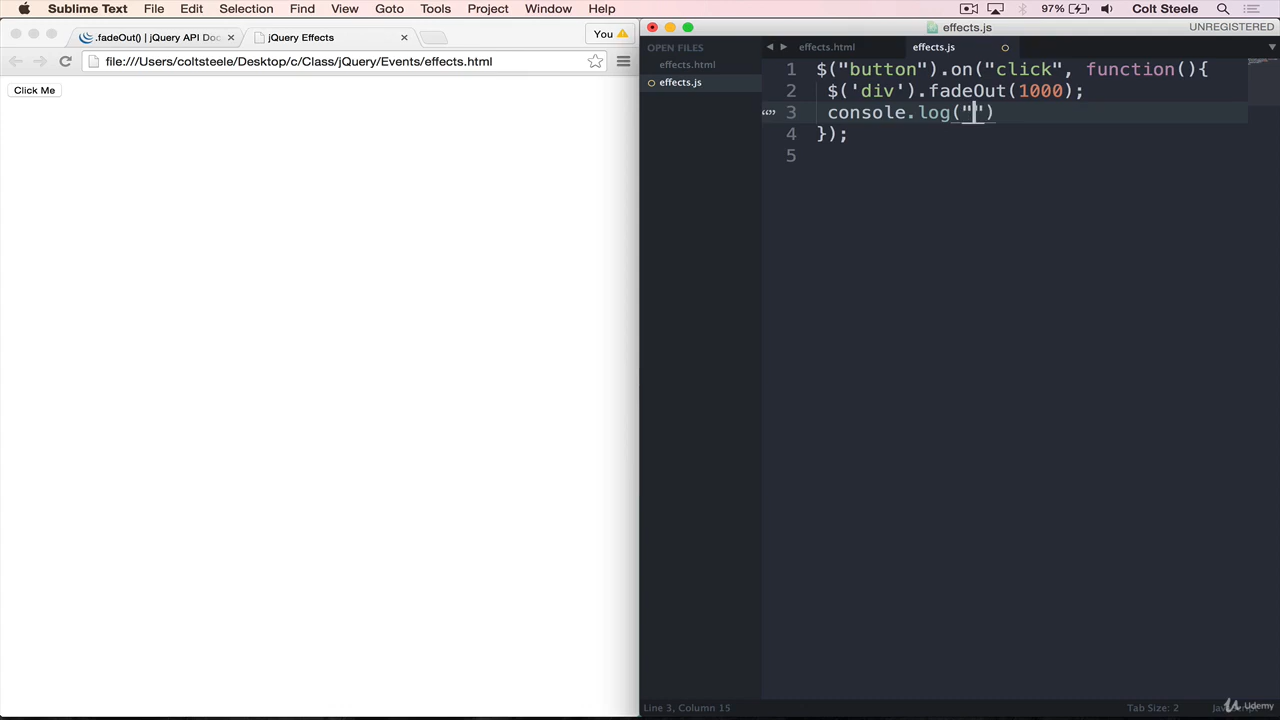 Sublime Text File Edit Selection Find View Goto Tools Project Window Help 97% Colt Steele
.fadeOut() | jQuery API Doc
jQuery Effects
You
file:///Users/coltsteele/Desktop/c/Class/jQuery/Events/effects.html
Click Me
effects.js
UNREGISTERED
OPEN FILES
effects.html
effects.js
effects.html
effects.js
1 $("button").on("click", function(){
2 $('div').fadeOut(1000);
3 console.log("")
4 });
5
Line 3, Column 15
Tab Size: 2
JavaScript
Udemy